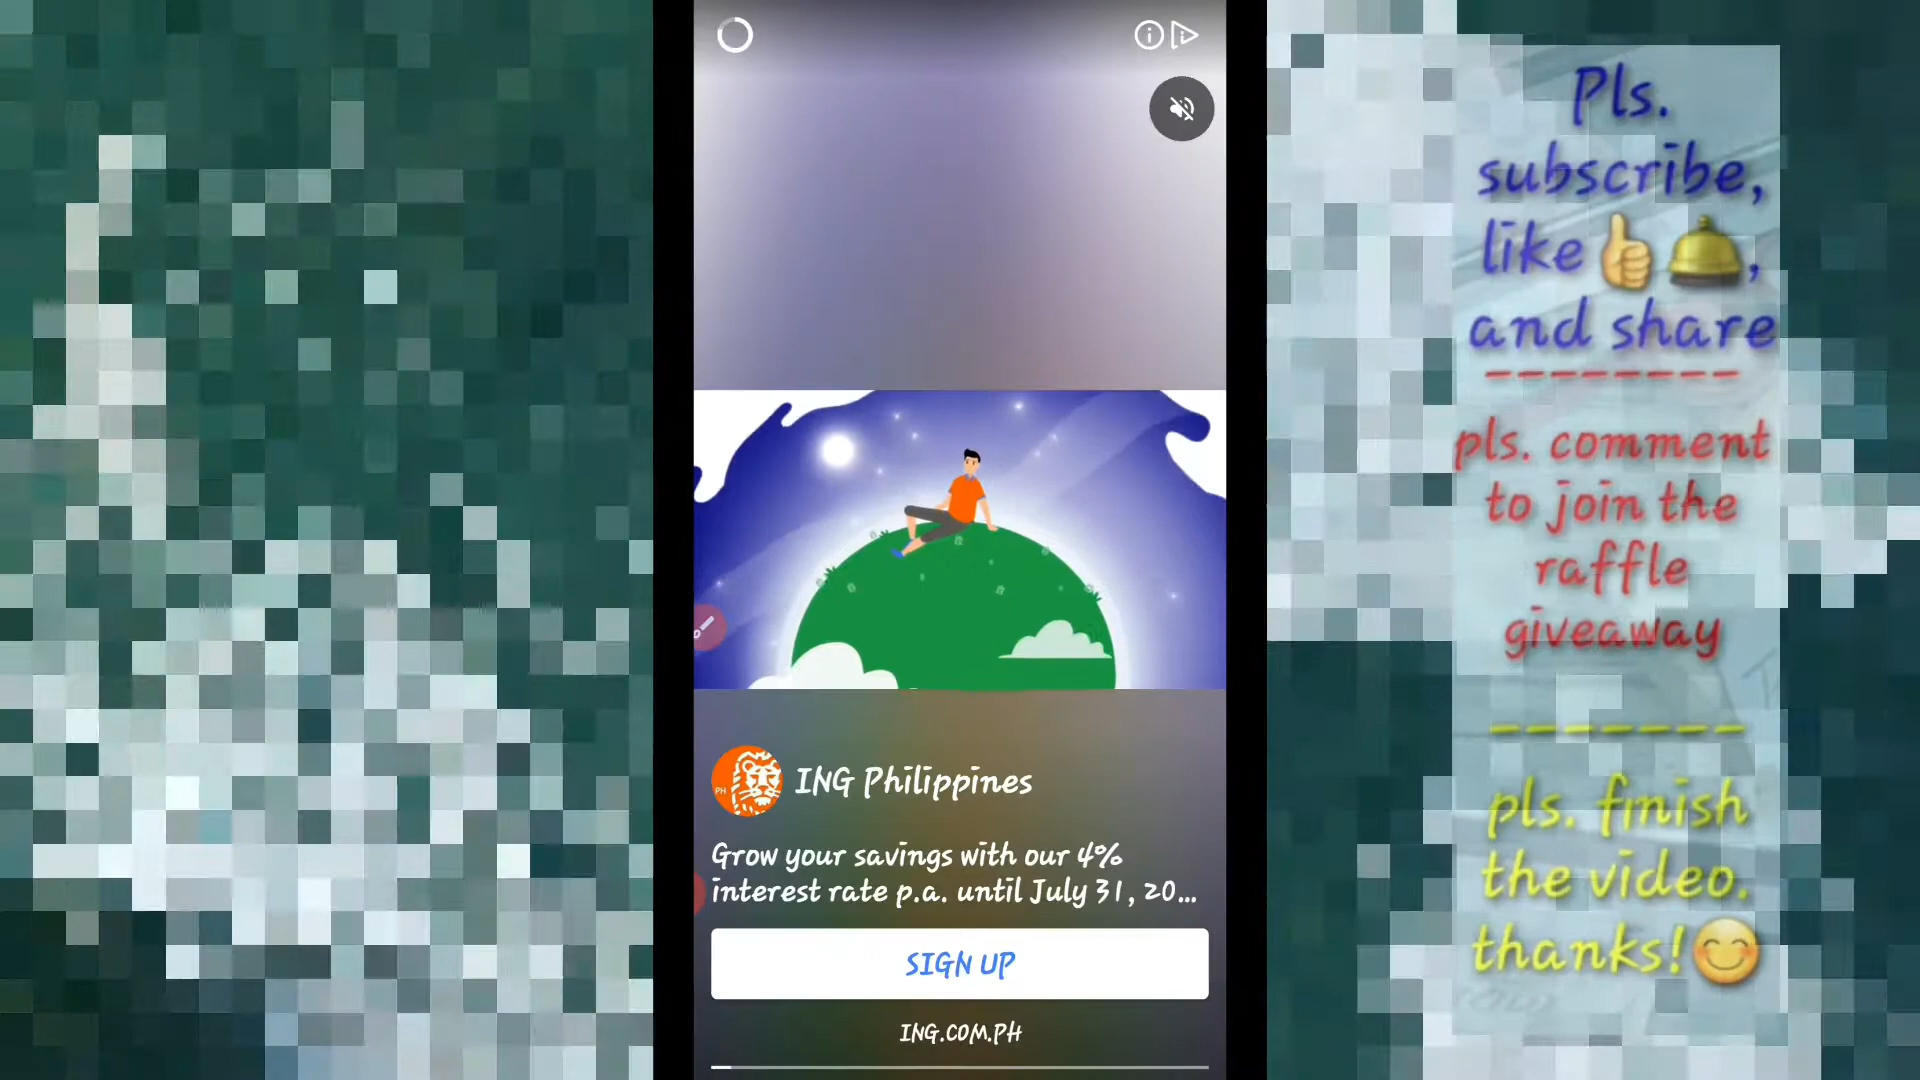 PH
ING Philippines
Grow your savings with our 4%
interest rate p.a. until July 31, 20...
SIGN UP
ING.COM.PH
Pls.
subscribe,
like👍🛎️,
and share
--------
pls. comment
to join the
raffle
giveaway
--------
pls. finish
the video.
thanks!😊